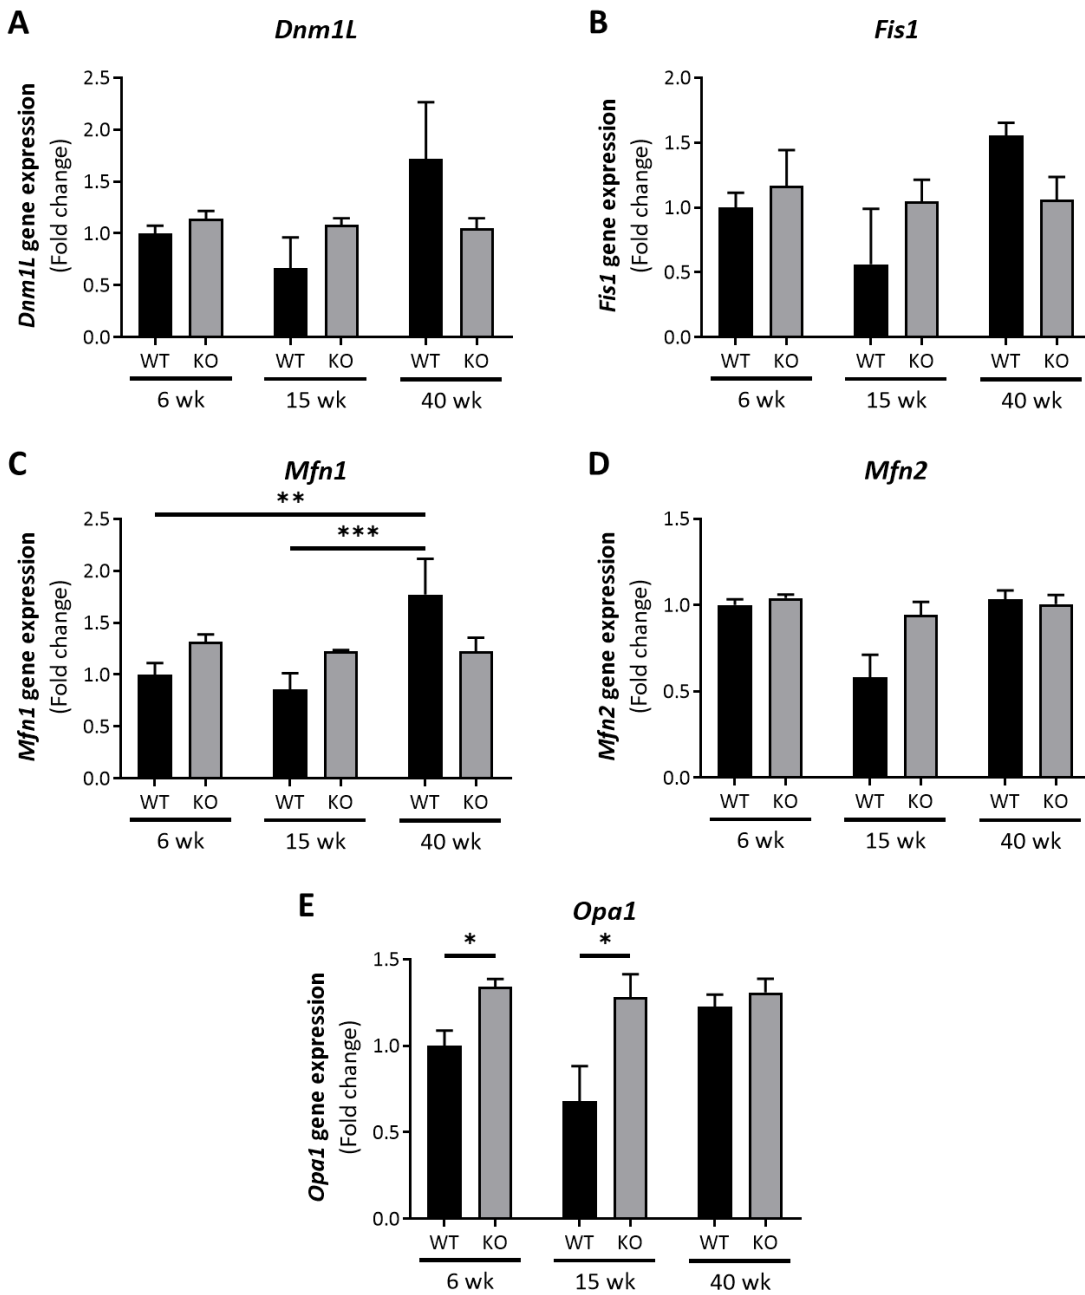 A
Dnm1L
Dnm1L gene expression
(Fold change)
2.5
2.0
1.5
1.0
0.5
0.0
WT KO WT KO WT KO
6 wk 15 wk 40 wk
B
Fis1
Fis1 gene expression
(Fold change)
2.0
1.5
1.0
0.5
0.0
WT KO WT KO WT KO
6 wk 15 wk 40 wk
C
Mfn1
**
***
Mfn1 gene expression
(Fold change)
2.5
2.0
1.5
1.0
0.5
0.0
WT KO WT KO WT KO
6 wk 15 wk 40 wk
D
Mfn2
Mfn2 gene expression
(Fold change)
1.5
1.0
0.5
0.0
WT KO WT KO WT KO
6 wk 15 wk 40 wk
E
Opa1
* *
Opa1 gene expression
(Fold change)
1.5
1.0
0.5
0.0
WT KO WT KO WT KO
6 wk 15 wk 40 wk